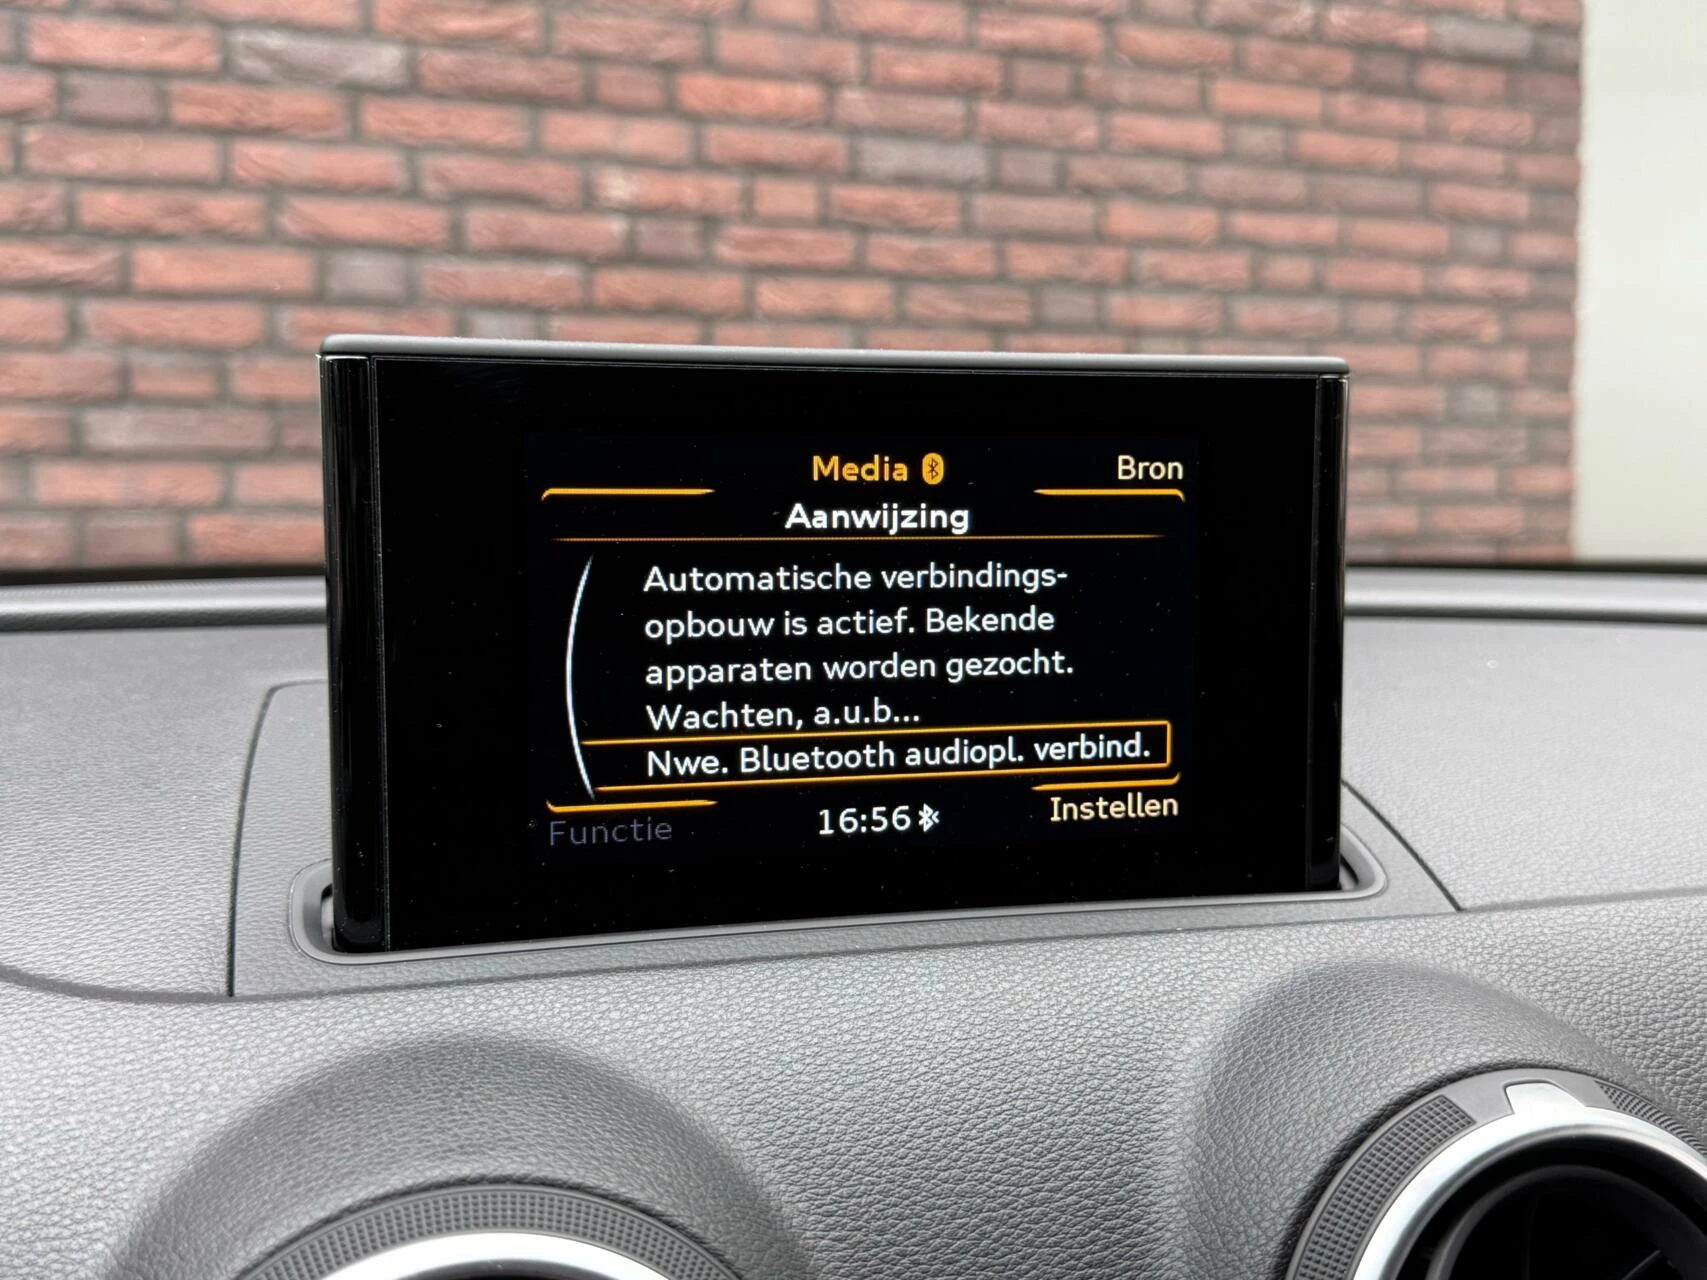 Media
Bron
Aanwijzing
Automatische verbindings-
opbouw is actief. Bekende
apparaten worden gezocht.
Wachten, a.u.b...
Nwe. Bluetooth audiopl. verbind.
Functie
16:56
Instellen